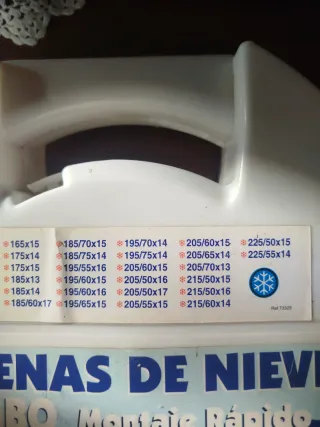 165x15
175x14
175x15
185x13
185x14
185/60x17
185/70x15
185/75x14
195/55x16
195/60x15
195/60x16
195/65x15
195/70x14
195/75x14
205/60x15
205/50x16
205/50x17
205/55x15
205/60x15
205/65x14
205/70x13
215/50x15
215/50x16
215/60x14
225/50x15
225/55x14
ENAS DE NIEVE
BO Montaje Rápido